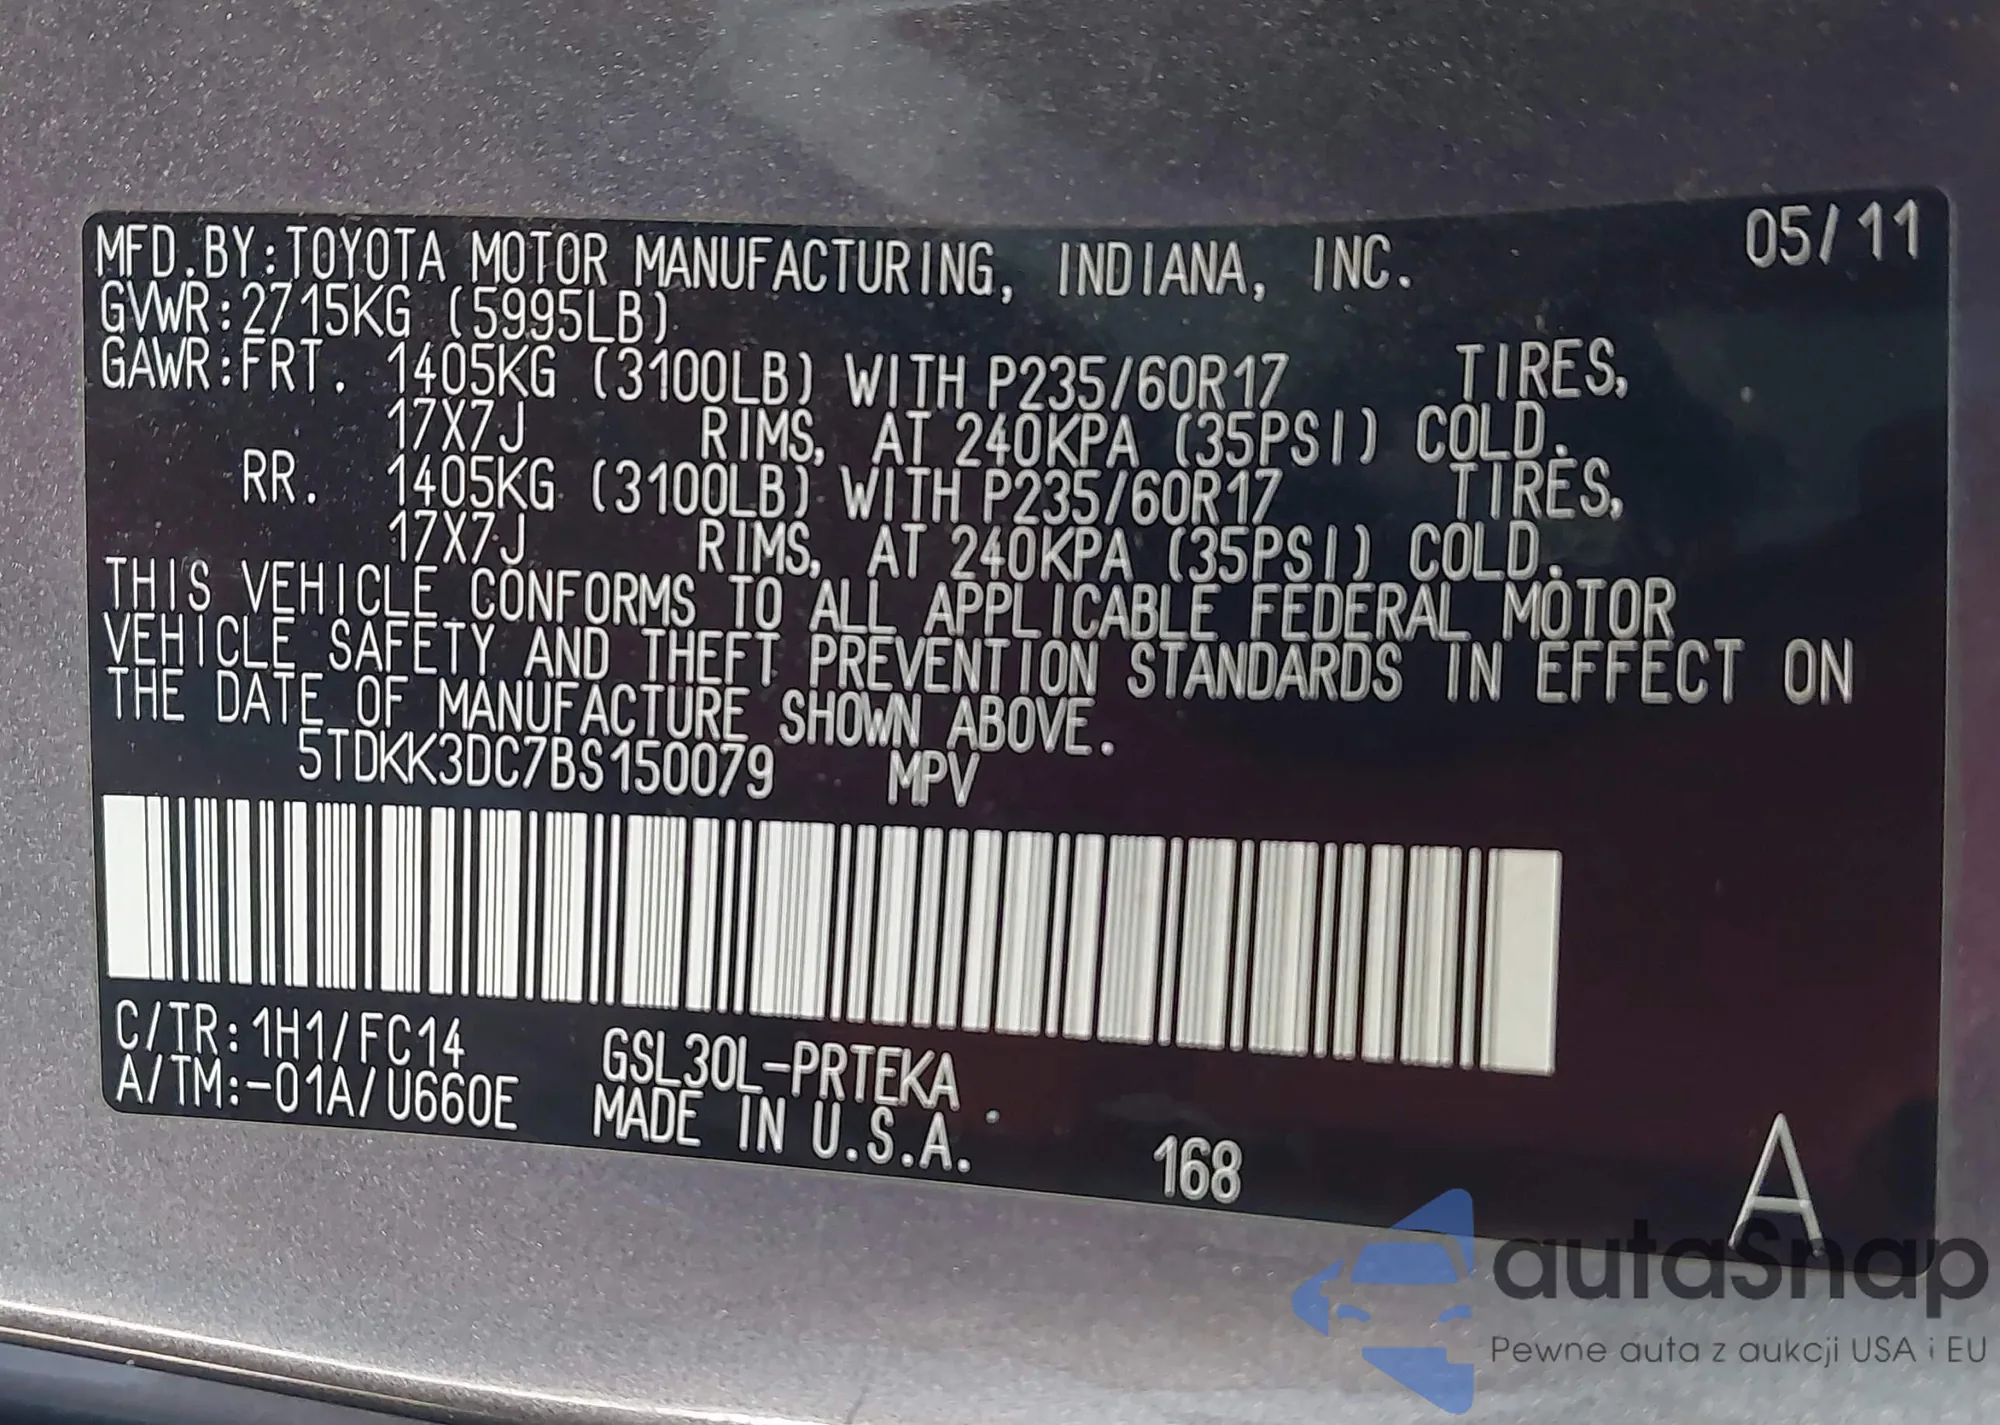 MFD.BY:TOYOTA MOTOR MANUFACTURING, INDIANA, INC. 05/11
GVWR:2715KG (5995LB)
GAWR:FRT. 1405KG (3100LB) WITH P235/60R17 TIRES,
17X7J RIMS, AT 240KPA (35PSI) COLD.
RR. 1405KG (3100LB) WITH P235/60R17 TIRES,
17X7J RIMS, AT 240KPA (35PSI) COLD.
THIS VEHICLE CONFORMS TO ALL APPLICABLE FEDERAL MOTOR
VEHICLE SAFETY AND THEFT PREVENTION STANDARDS IN EFFECT ON
THE DATE OF MANUFACTURE SHOWN ABOVE.
5TDKK3DC7BS150079 MPV
C/TR:1H1/FC14 GSL30L-PRTEKA
A/TM:-01A/U660E MADE IN U.S.A. 168 A
autaSnap
Pewne auta z aukcji USA i EU